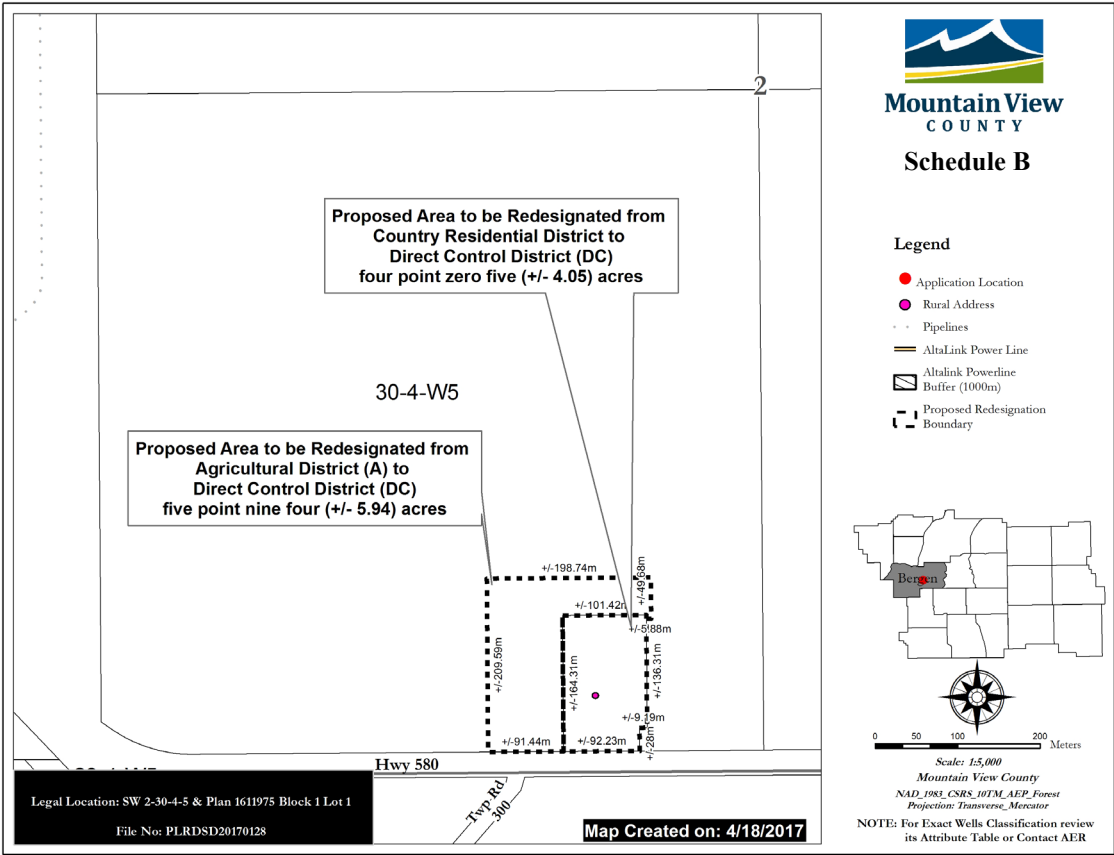 2
Proposed Area to be Redesignated from
Country Residential District to
Direct Control District (DC)
four point zero five (+/- 4.05) acres
30-4-W5
Proposed Area to be Redesignated from
Agricultural District (A) to
Direct Control District (DC)
five point nine four (+/- 5.94) acres
+/-198.74m
+/-49.68m
+/-101.42
+/-5.88m
+/-209.59m
+/-164.31m
+/-136.31m
+/-9.19m
+/-91.44m
+/-92.23m
+/-28m
Hwy 580
Twp Rd
300
Legal Location: SW 2-30-4-5 & Plan 1611975 Block 1 Lot 1
File No: PLRDSD20170128
Map Created on: 4/18/2017
Mountain View
COUNTY
Schedule B
Legend
Application Location
Rural Address
Pipelines
AltaLink Power Line
Altalink Powerline
Buffer (1000m)
Proposed Redesignation
Boundary
Bergen
0 50 100 200
Meters
Scale: 1:5,000
Mountain View County
NAD_1983_CSRS_10TM_AEP_Forest
Projection: Transverse_Mercator
NOTE: For Exact Wells Classification review
its Attribute Table or Contact AER